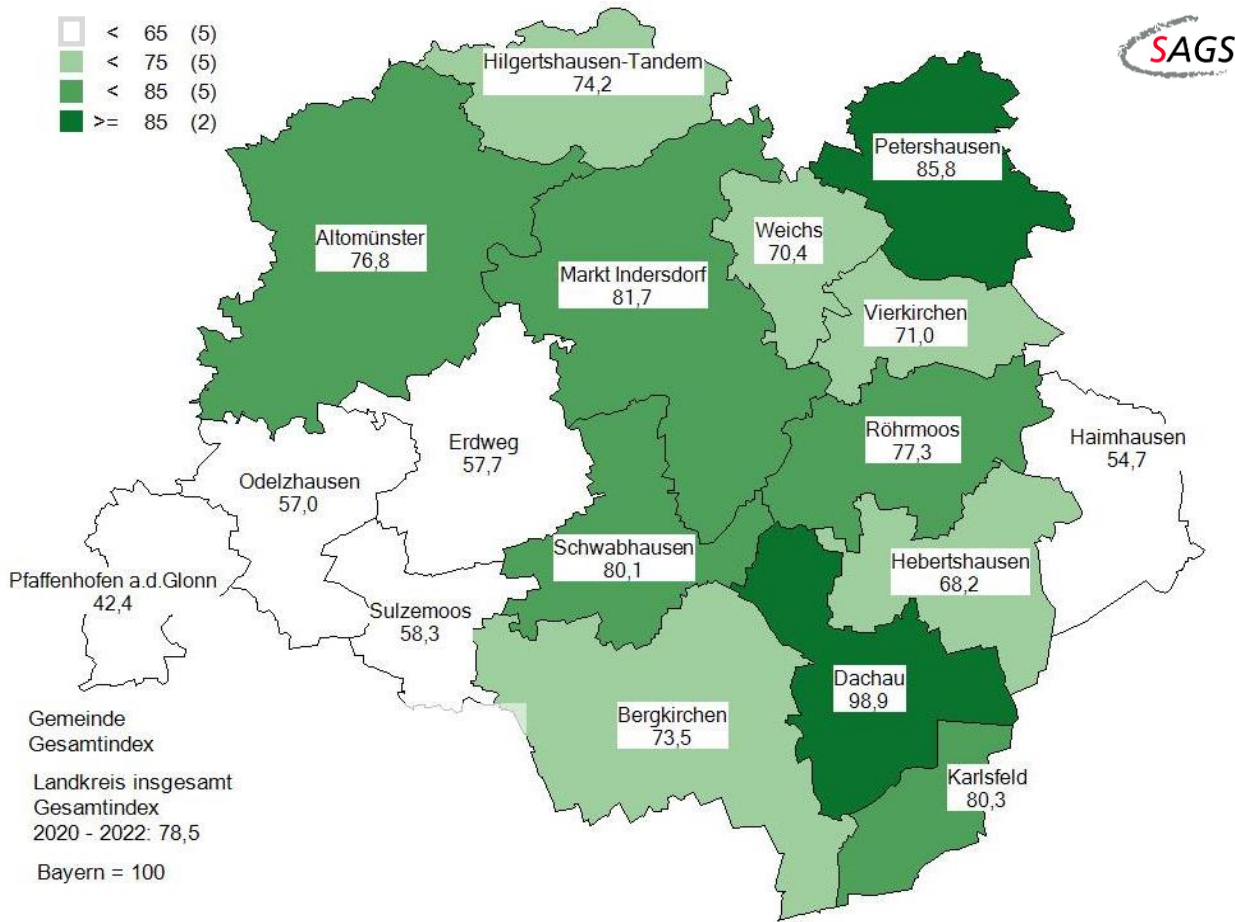 < 65 (5)
< 75 (5)
< 85 (5)
>= 85 (2)
SAGS
Hilgertshausen-Tandern
74,2
Petershausen
85,8
Altomünster
76,8
Weichs
70,4
Markt Indersdorf
81,7
Vierkirchen
71,0
Röhrmoos
77,3
Haimhausen
54,7
Erdweg
57,7
Odelzhausen
57,0
Schwabhausen
80,1
Hebertshausen
68,2
Pfaffenhofen a.d.Glonn
42,4
Sulzemoos
58,3
Dachau
98,9
Bergkirchen
73,5
Karlsfeld
80,3
Gemeinde
Gesamtindex
Landkreis insgesamt
Gesamtindex
2020 - 2022: 78,5
Bayern = 100